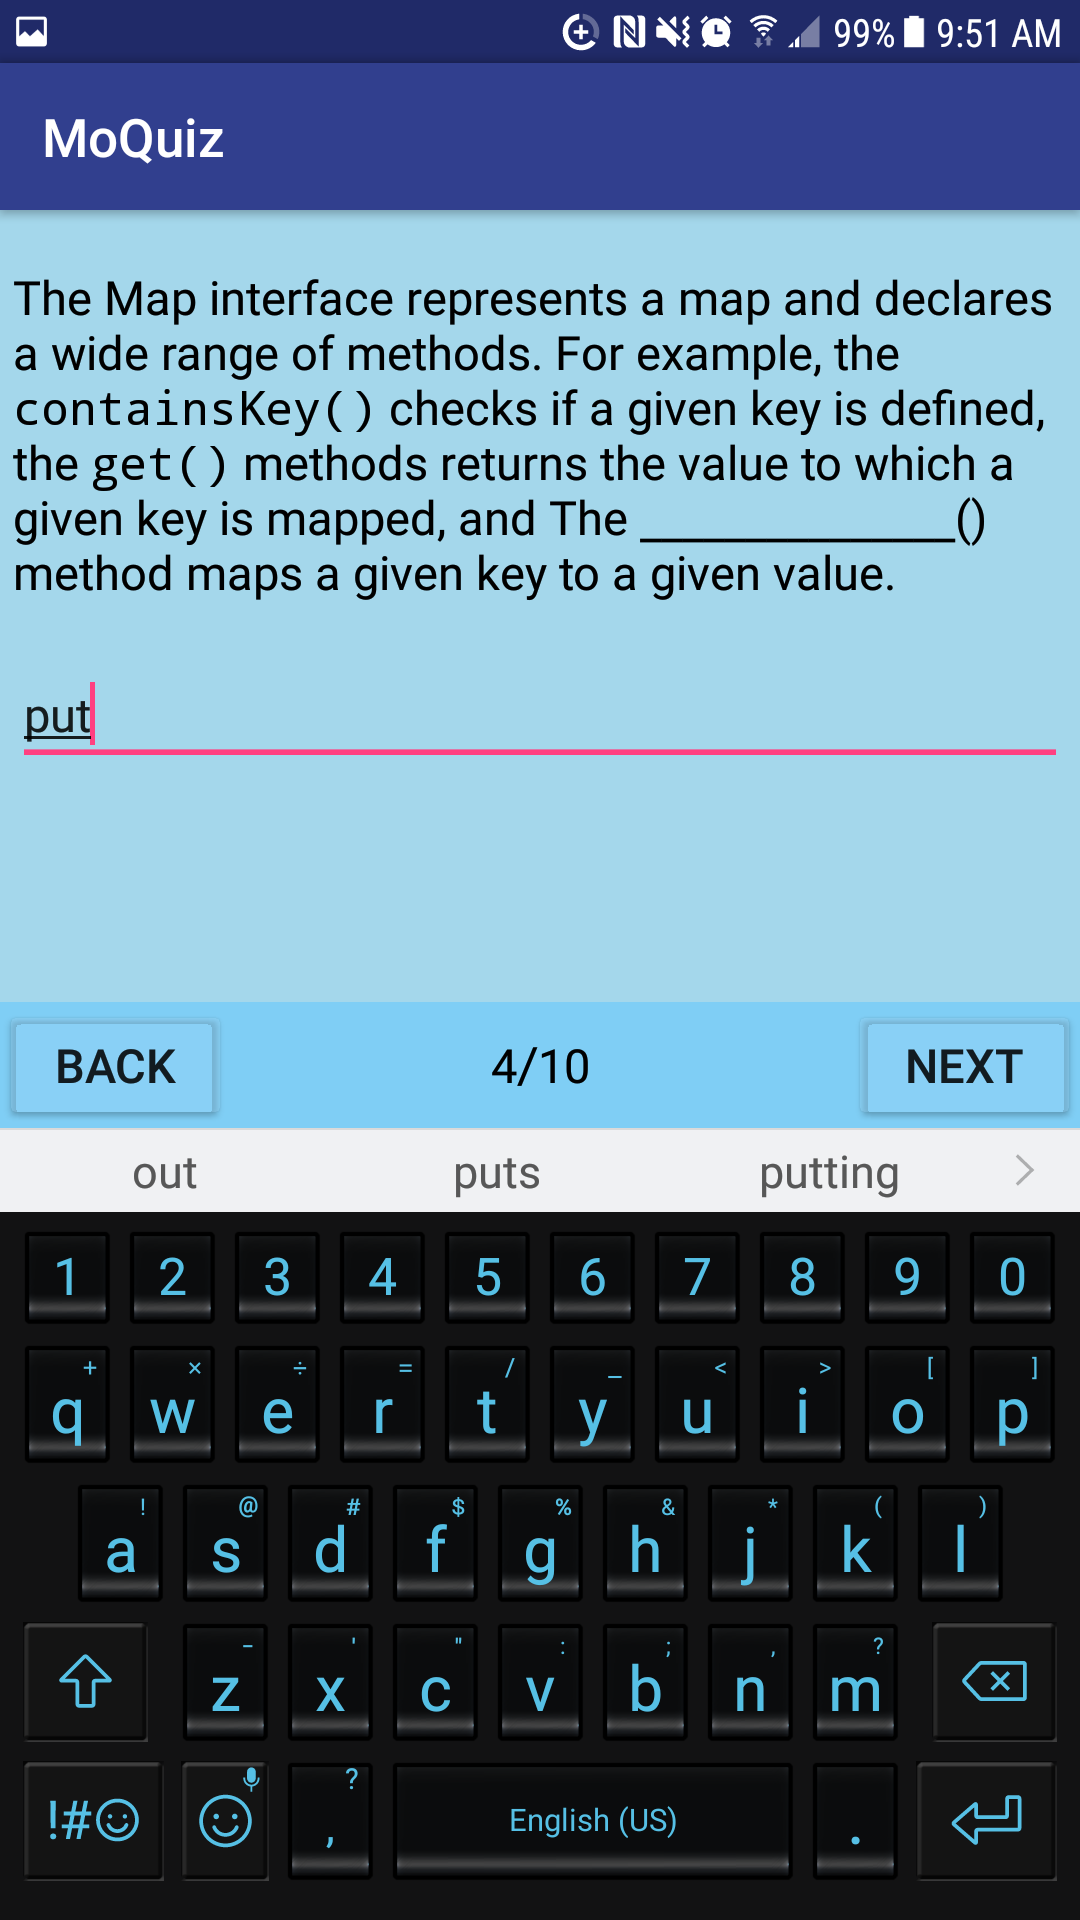 99% 9:51 AM
MoQuiz
The Map interface represents a map and declares
a wide range of methods. For example, the
containsKey() checks if a given key is defined,
the get() methods returns the value to which a
given key is mapped, and The ______________()
method maps a given key to a given value.
put
BACK 4/10 NEXT
out puts putting
1 2 3 4 5 6 7 8 9 0
+ × ÷ = / _ < > [ ]
q w e r t y u i o p
! @ # $ % & * ( )
a s d f g h j k l
- ' " : ; , ?
z x c v b n m
?
!#☺ , English (US) .